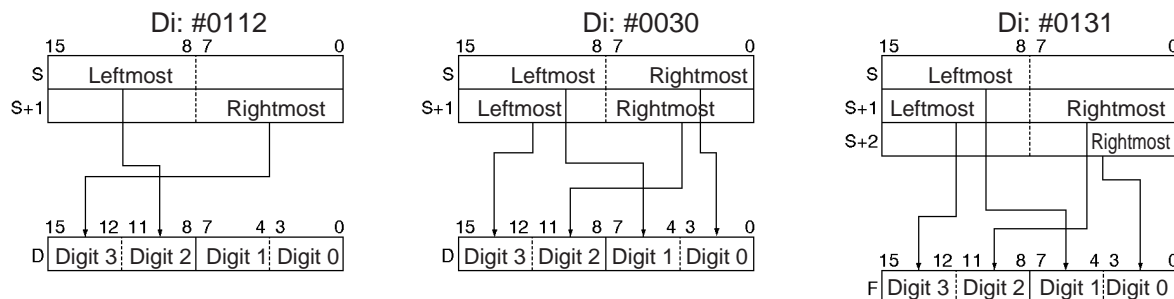 Di: #0112
15 8 7 0
S Leftmost
S+1 Rightmost
15 12 11 8 7 4 3 0
D Digit 3 Digit 2 Digit 1 Digit 0
Di: #0030
15 8 7 0
S Leftmost Rightmost
S+1 Leftmost Rightmost
15 12 11 8 7 4 3 0
D Digit 3 Digit 2 Digit 1 Digit 0
Di: #0131
15 8 7 0
S Leftmost
S+1 Leftmost Rightmost
S+2 Rightmost
15 12 11 8 7 4 3 0
F Digit 3 Digit 2 Digit 1 Digit 0